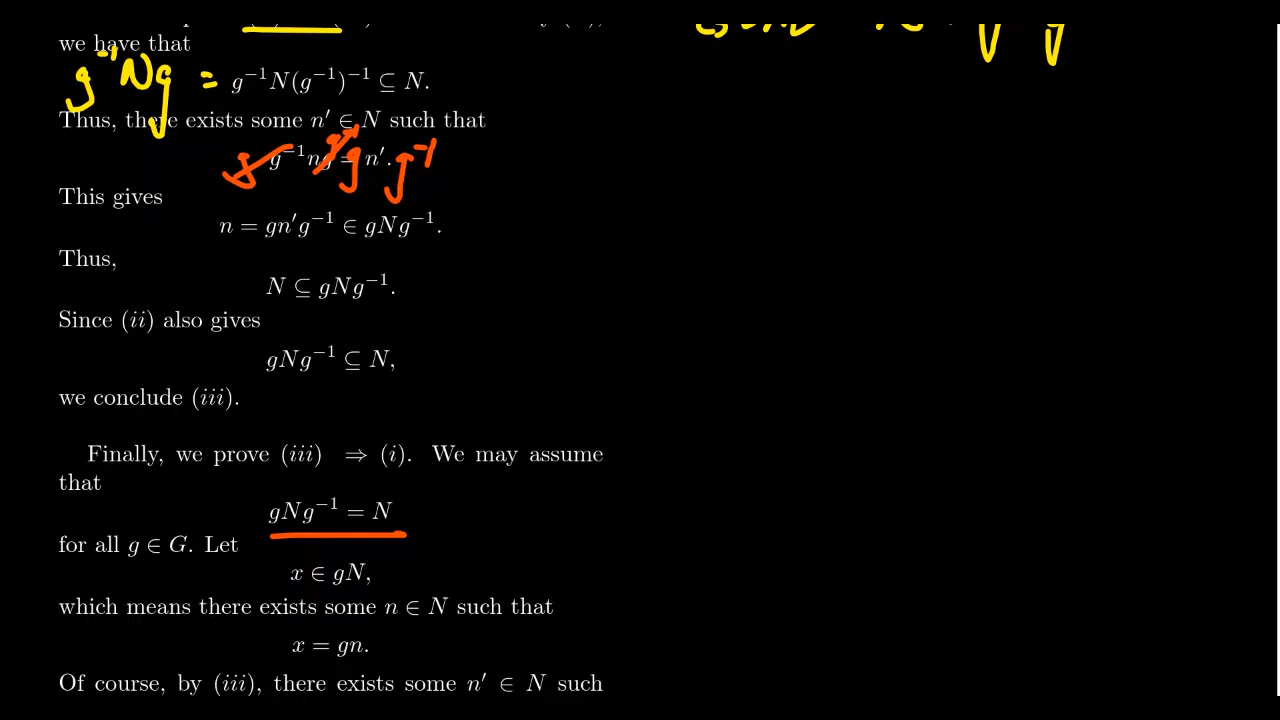 we have that
g⁻¹Ng = g⁻¹N(g⁻¹)⁻¹ ⊆ N.
Thus, there exists some n′ ∈ N such that
g⁻¹ng = n′.
g g⁻¹ g g⁻¹
This gives
n = gn′g⁻¹ ∈ gNg⁻¹.
Thus,
N ⊆ gNg⁻¹.
Since (ii) also gives
gNg⁻¹ ⊆ N,
we conclude (iii).
Finally, we prove (iii) ⇒ (i). We may assume
that
gNg⁻¹ = N
for all g ∈ G. Let
x ∈ gN,
which means there exists some n ∈ N such that
x = gn.
Of course, by (iii), there exists some n′ ∈ N such